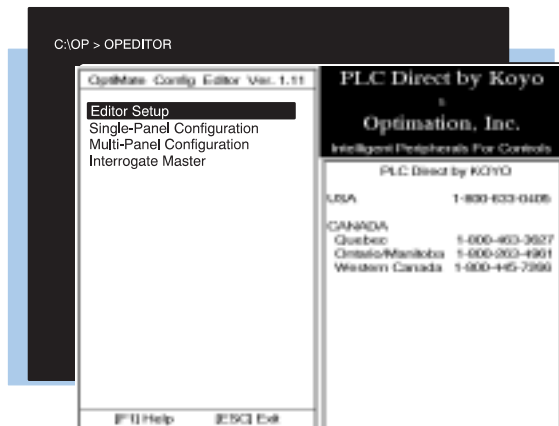 C:\OP > OPEDITOR
OptiMate Config Editor Ver. 1.11
Editor Setup
Single-Panel Configuration
Multi-Panel Configuration
Interrogate Master
[F1] Help [ESC] Exit
PLC Direct by Koyo
&
Optimation, Inc.
Intelligent Peripherals For Controls
PLC Direct by KOYO
USA 1-800-633-0405
CANADA
Quebec 1-800-463-3627
Ontario/Manitoba 1-800-263-4961
Western Canada 1-800-445-7266